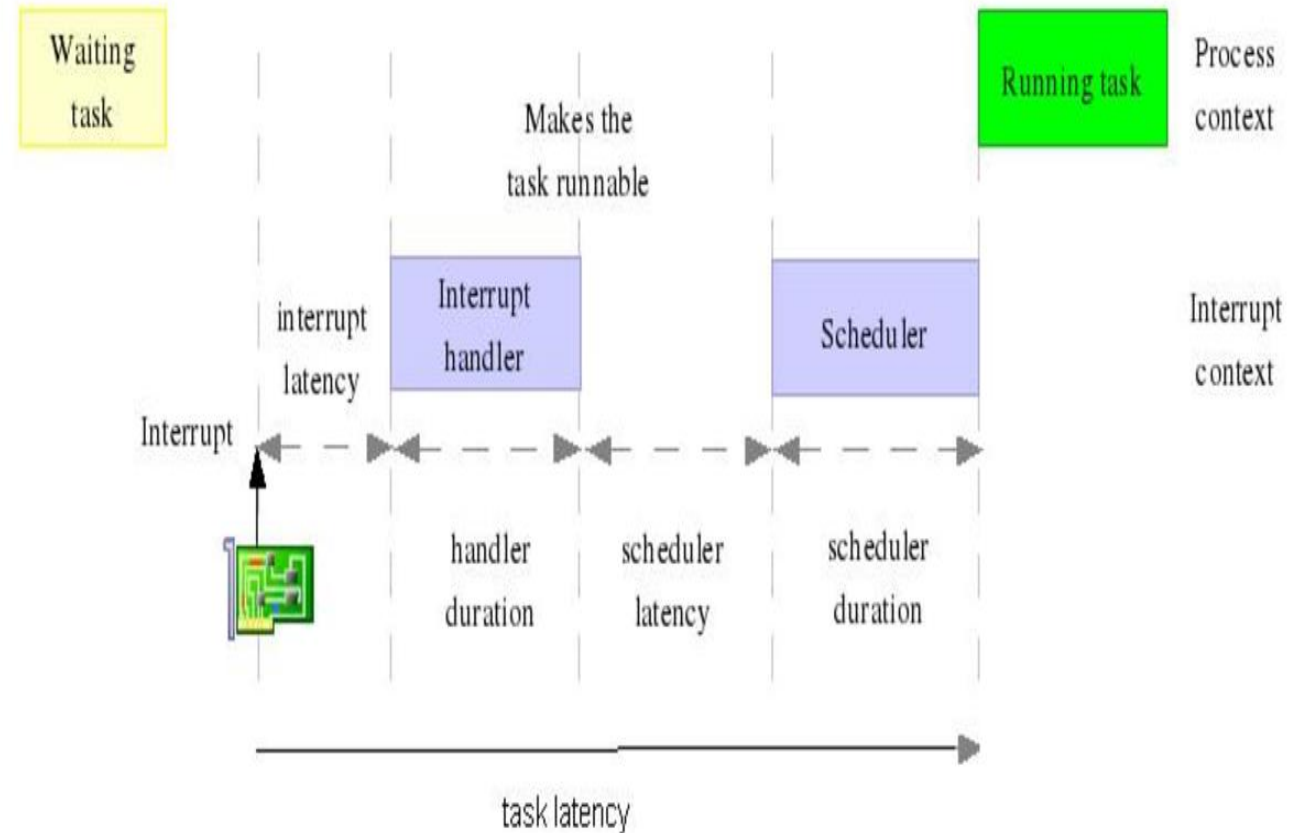 Waiting
task
Running task
Process
context
Makes the
task runnable
Interrupt
handler
interrupt
latency
Scheduler
Interrupt
context
Interrupt
handler
duration
scheduler
latency
scheduler
duration
task latency